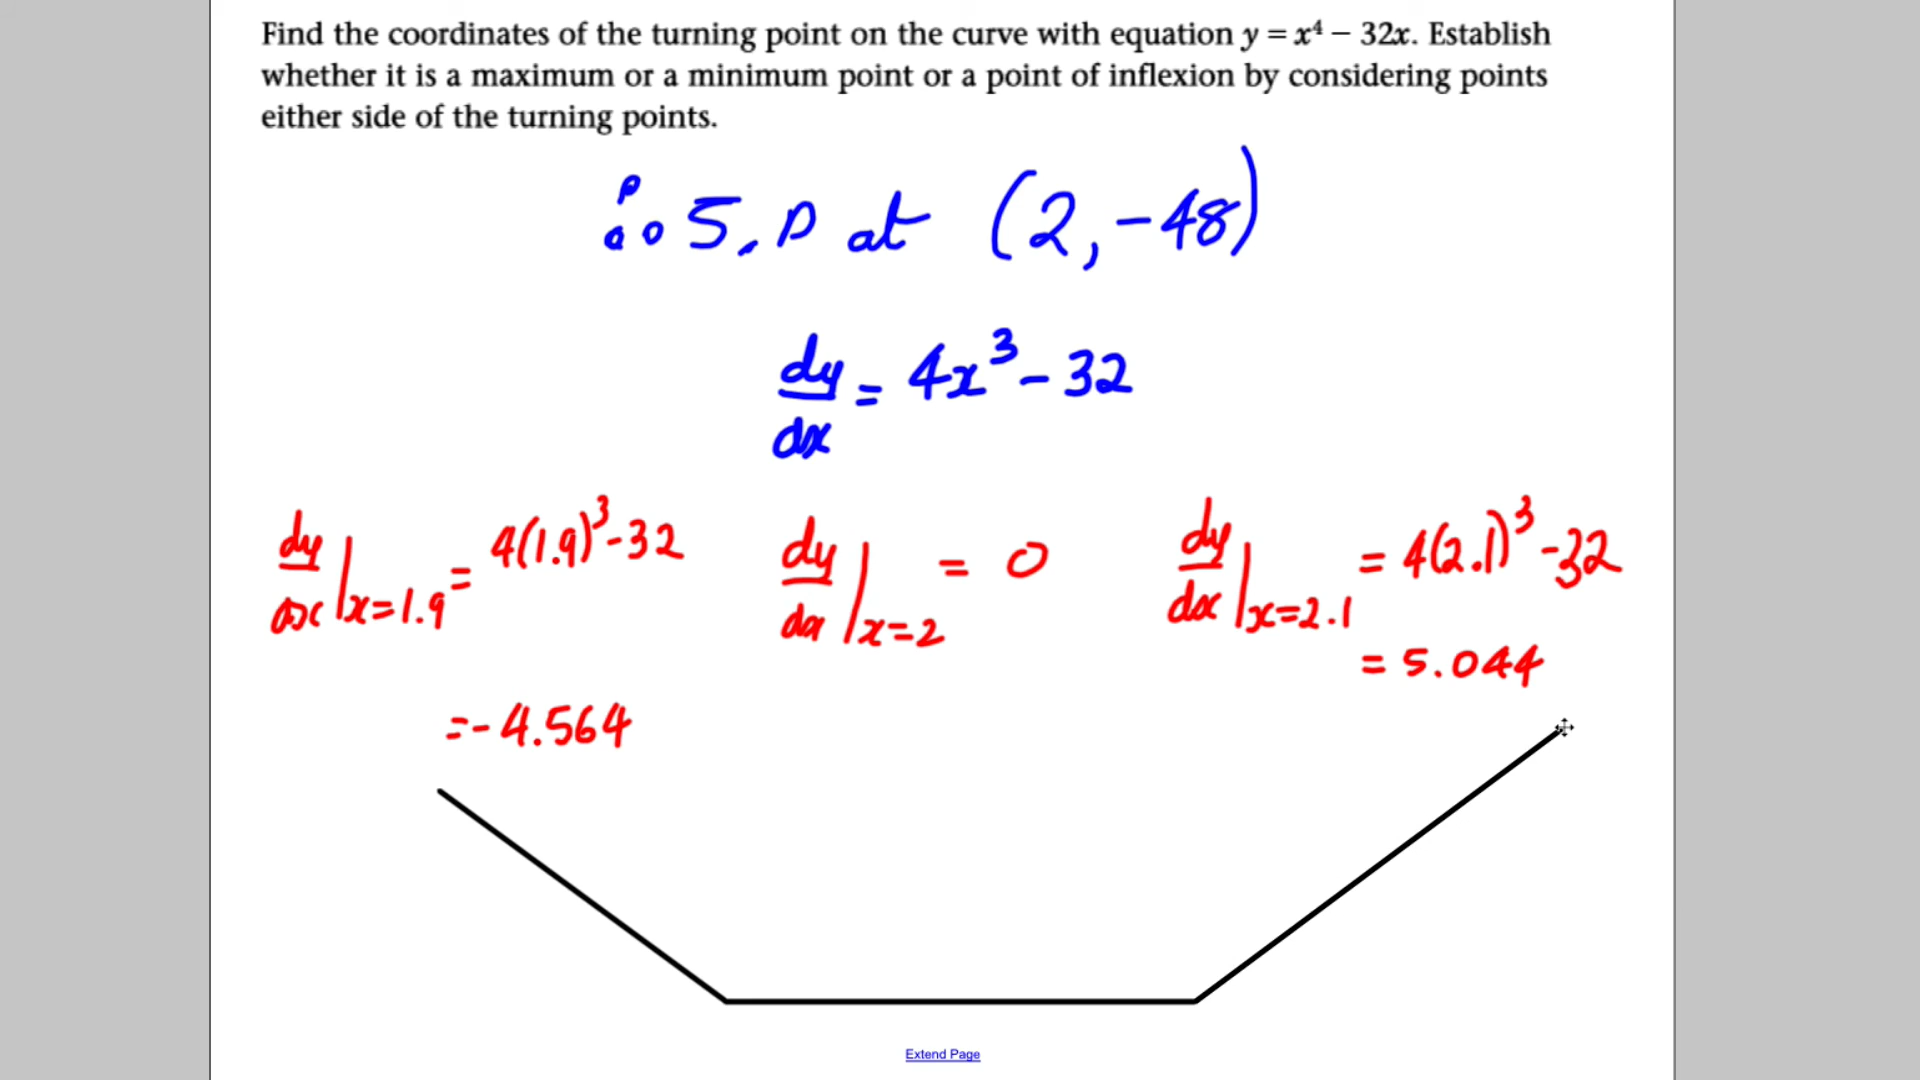 Find the coordinates of the turning point on the curve with equation y = x⁴ – 32x. Establish
whether it is a maximum or a minimum point or a point of inflexion by considering points
either side of the turning points.
∴ S.P at (2, -48)
dy/dx = 4x³ - 32
dy/dx|x=1.9 = 4(1.9)³ - 32
= -4.564
dy/dx|x=2 = 0
dy/dx|x=2.1 = 4(2.1)³ - 32
= 5.044
Extend Page